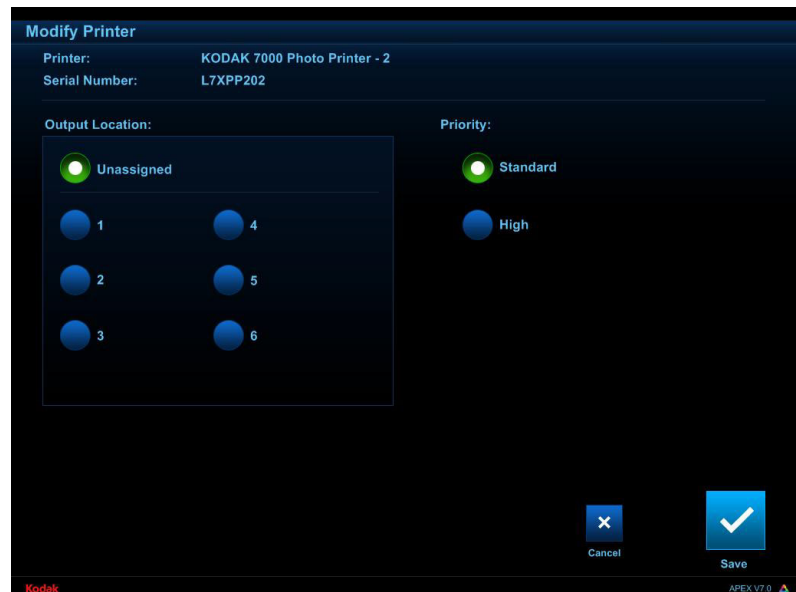 Modify Printer
Printer: KODAK 7000 Photo Printer - 2
Serial Number: L7XPP202
Output Location:
Priority:
Unassigned
Standard
1
4
High
2
5
3
6
Cancel
Save
Kodak
APEX V7.0